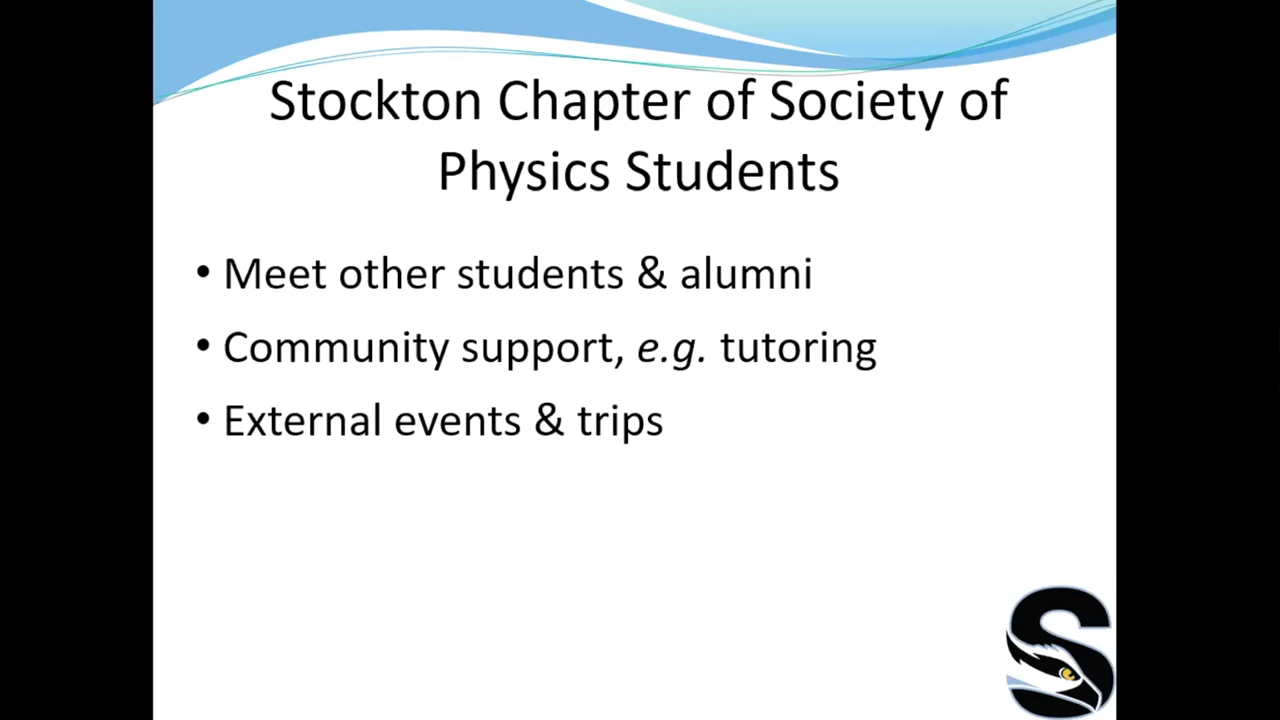 Stockton Chapter of Society of
Physics Students
• Meet other students & alumni
• Community support, e.g. tutoring
• External events & trips
S